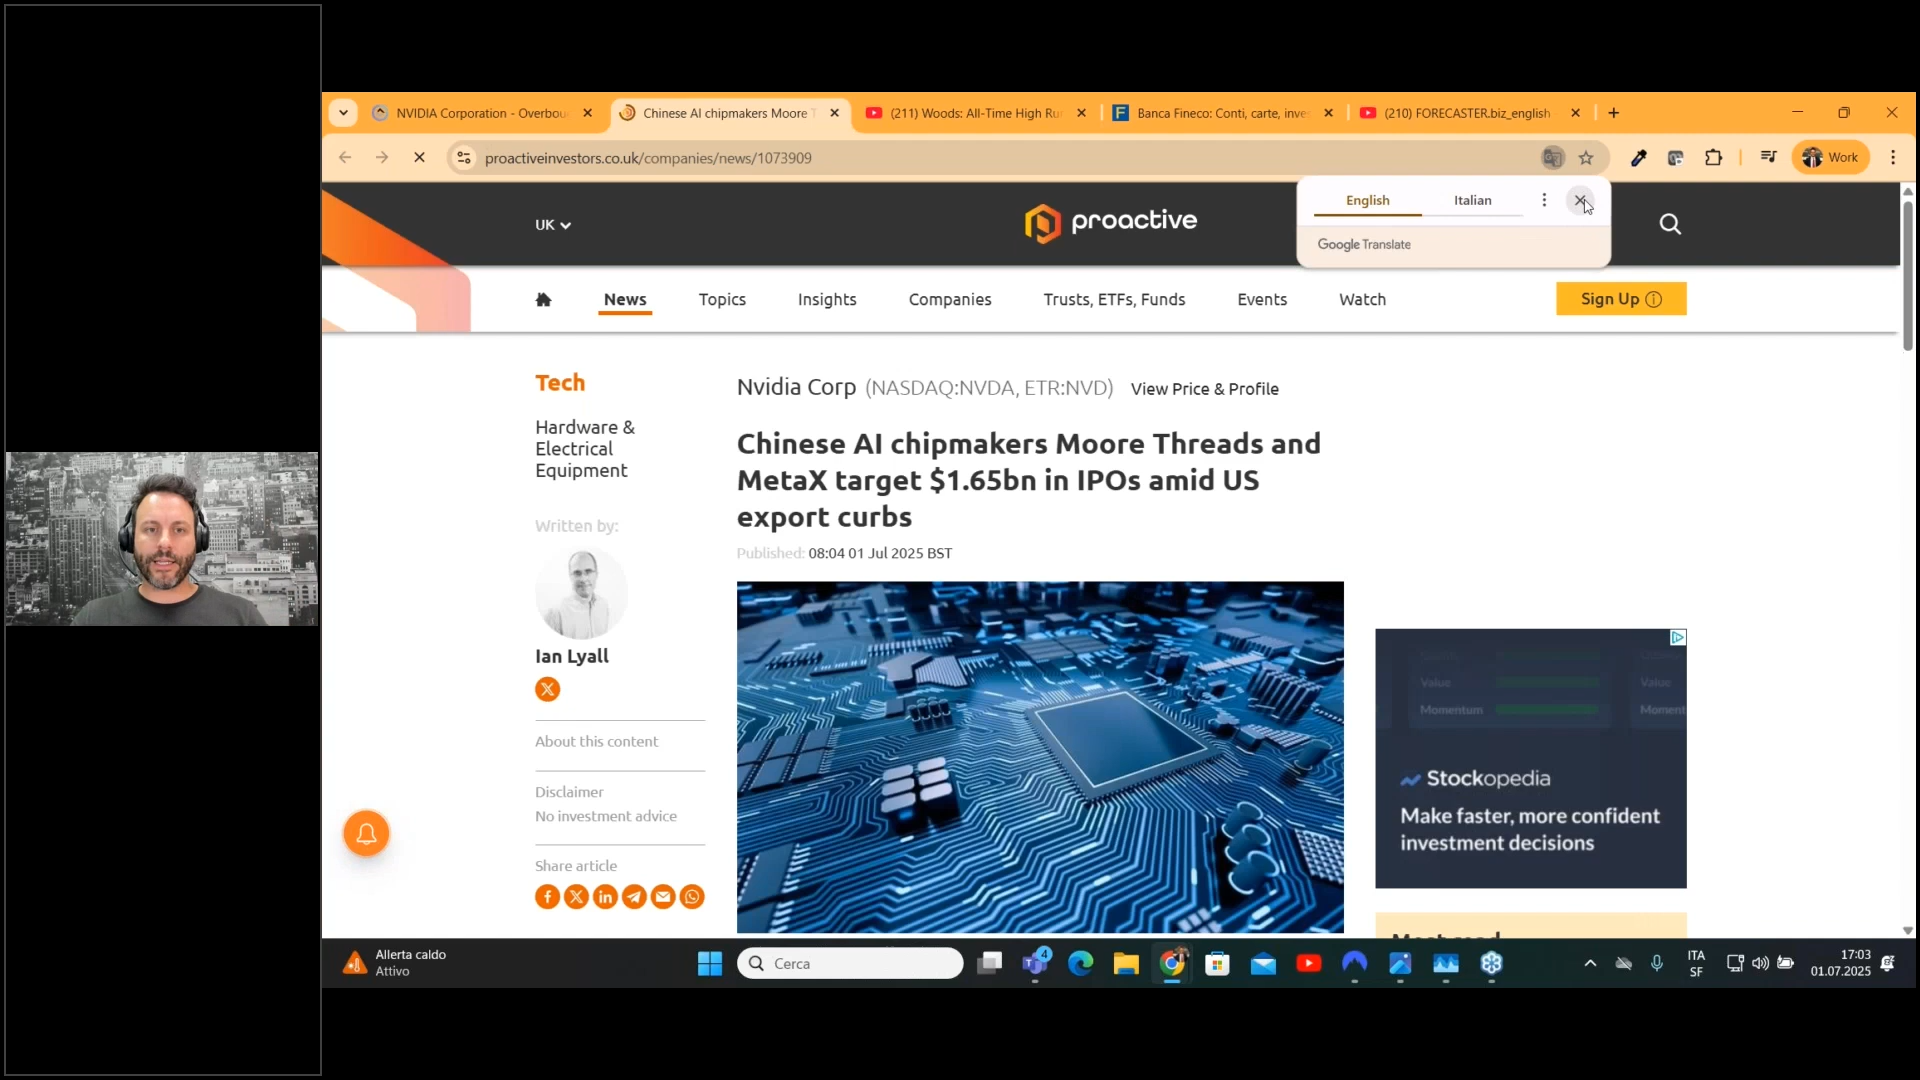 NVIDIA Corporation - Overbou
Chinese AI chipmakers Moore T
(211) Woods: All-Time High Ru
Banca Fineco: Conti, carte, inve
(210) FORECASTER.biz_english
proactiveinvestors.co.uk/companies/news/1073909
Work
English
Italian
Google Translate
UK
proactive
News
Topics
Insights
Companies
Trusts, ETFs, Funds
Events
Watch
Sign Up
Tech
Hardware &
Electrical
Equipment
Written by:
Ian Lyall
About this content
Disclaimer
No investment advice
Share article
Nvidia Corp (NASDAQ:NVDA, ETR:NVD) View Price & Profile
Chinese AI chipmakers Moore Threads and
MetaX target $1.65bn in IPOs amid US
export curbs
Published: 08:04 01 Jul 2025 BST
Value
Value
Momentum
Moment
Stockopedia
Make faster, more confident
investment decisions
Most read
Allerta caldo
Attivo
Cerca
4
ITA
SF
17:03
01.07.2025